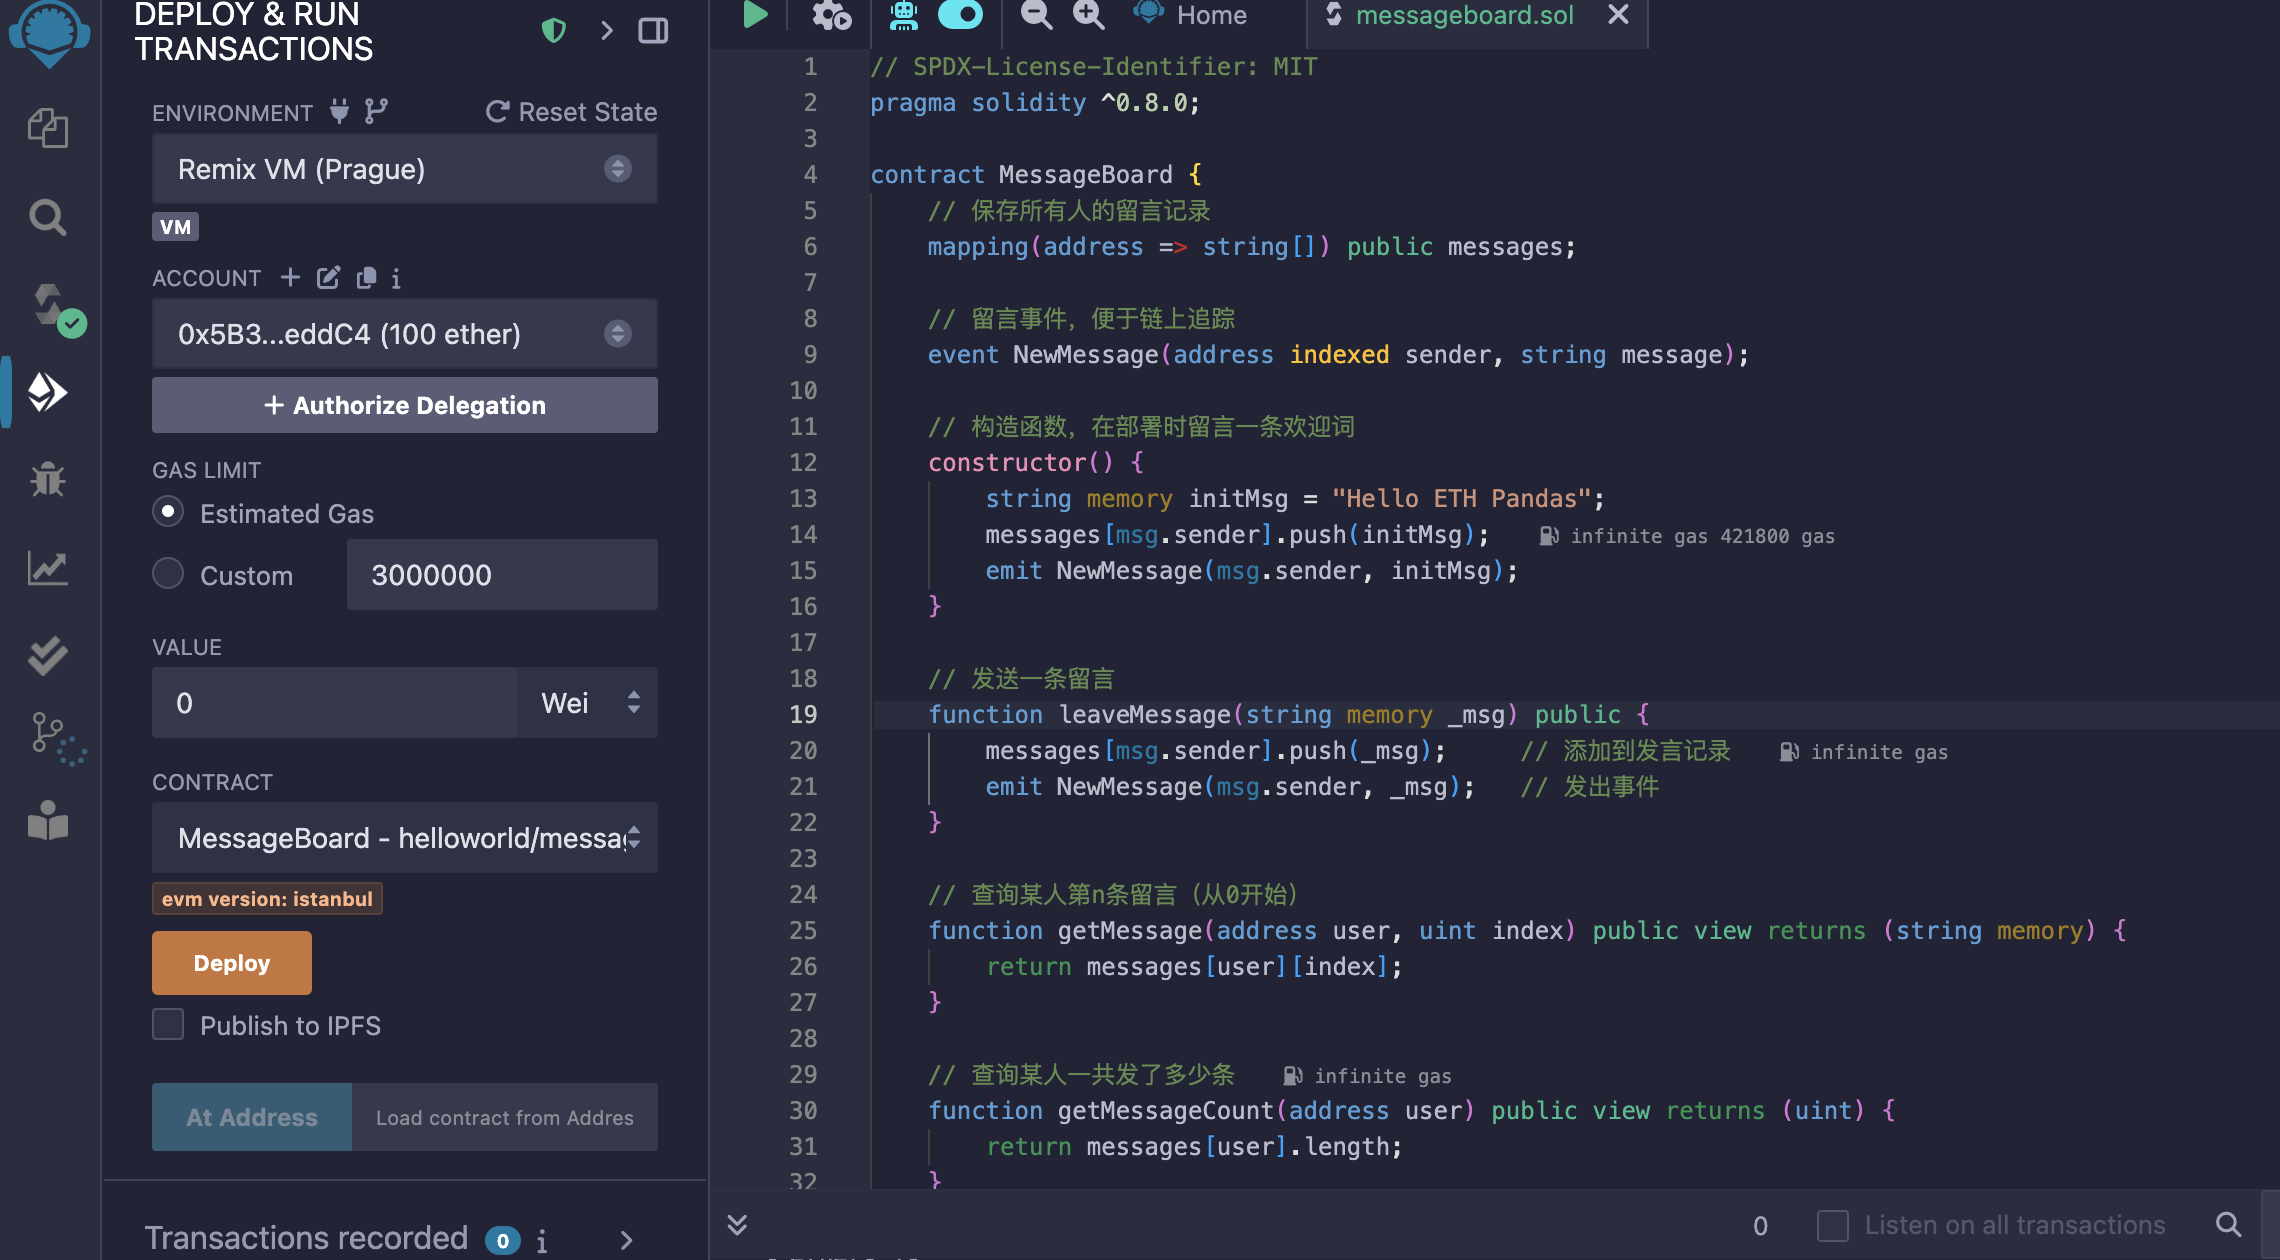 DEPLOY & RUN
TRANSACTIONS
ENVIRONMENT
Reset State
Remix VM (Prague)
VM
ACCOUNT
0x5B3...eddC4 (100 ether)
+ Authorize Delegation
GAS LIMIT
Estimated Gas
Custom
3000000
VALUE
0
Wei
CONTRACT
MessageBoard - helloworld/messag
evm version: istanbul
Deploy
Publish to IPFS
At Address
Load contract from Addres
Transactions recorded 0 i
Home
messageboard.sol
1 // SPDX-License-Identifier: MIT
2 pragma solidity ^0.8.0;
3
4 contract MessageBoard {
5 // 保存所有人的留言记录
6 mapping(address => string[]) public messages;
7
8 // 留言事件，便于链上追踪
9 event NewMessage(address indexed sender, string message);
10
11 // 构造函数，在部署时留言一条欢迎词
12 constructor() {
13 string memory initMsg = "Hello ETH Pandas";
14 messages[msg.sender].push(initMsg); infinite gas 421800 gas
15 emit NewMessage(msg.sender, initMsg);
16 }
17
18 // 发送一条留言
19 function leaveMessage(string memory _msg) public {
20 messages[msg.sender].push(_msg); // 添加到发言记录 infinite gas
21 emit NewMessage(msg.sender, _msg); // 发出事件
22 }
23
24 // 查询某人第n条留言（从0开始）
25 function getMessage(address user, uint index) public view returns (string memory) {
26 return messages[user][index];
27 }
28
29 // 查询某人一共发了多少条 infinite gas
30 function getMessageCount(address user) public view returns (uint) {
31 return messages[user].length;
32 }
0
Listen on all transactions